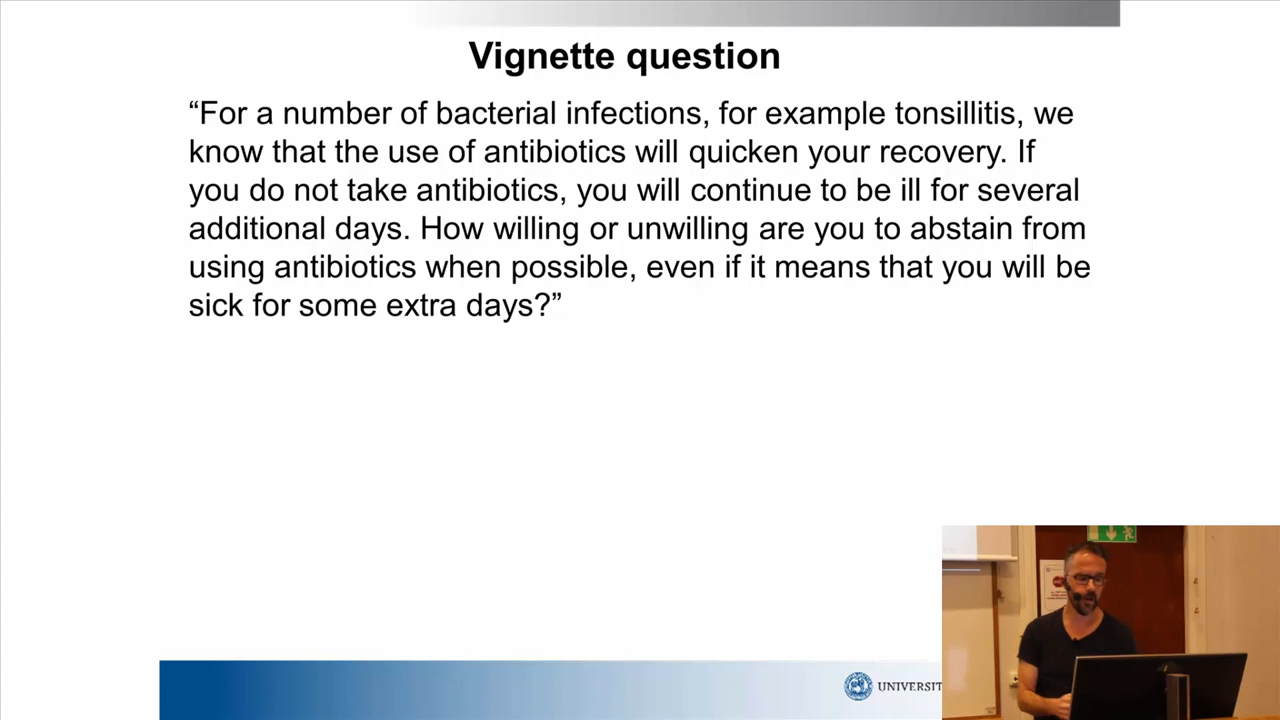 Vignette question
“For a number of bacterial infections, for example tonsillitis, we
know that the use of antibiotics will quicken your recovery. If
you do not take antibiotics, you will continue to be ill for several
additional days. How willing or unwilling are you to abstain from
using antibiotics when possible, even if it means that you will be
sick for some extra days?”
UNIVERSIT